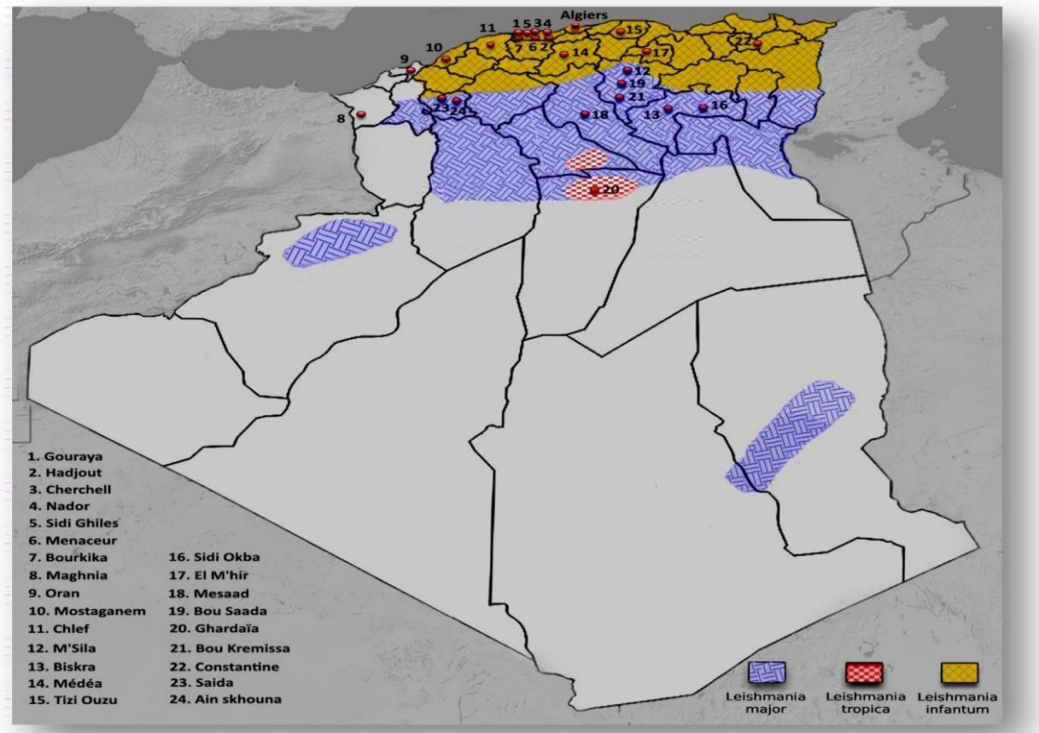 Algiers
11 1 5 3 4
10 7 6 2 14 15 22
9 17
12
19
23 24 21
8 18 13 16
20
1. Gouraya
2. Hadjout
3. Cherchell
4. Nador
5. Sidi Ghiles
6. Menaceur
7. Bourkika
8. Maghnia
9. Oran
10. Mostaganem
11. Chlef
12. M'Sila
13. Biskra
14. Médéa
15. Tizi Ouzu
16. Sidi Okba
17. El M'hir
18. Mesaad
19. Bou Saada
20. Ghardaïa
21. Bou Kremissa
22. Constantine
23. Saida
24. Ain skhouna
Leishmania
major
Leishmania
tropica
Leishmania
infantum